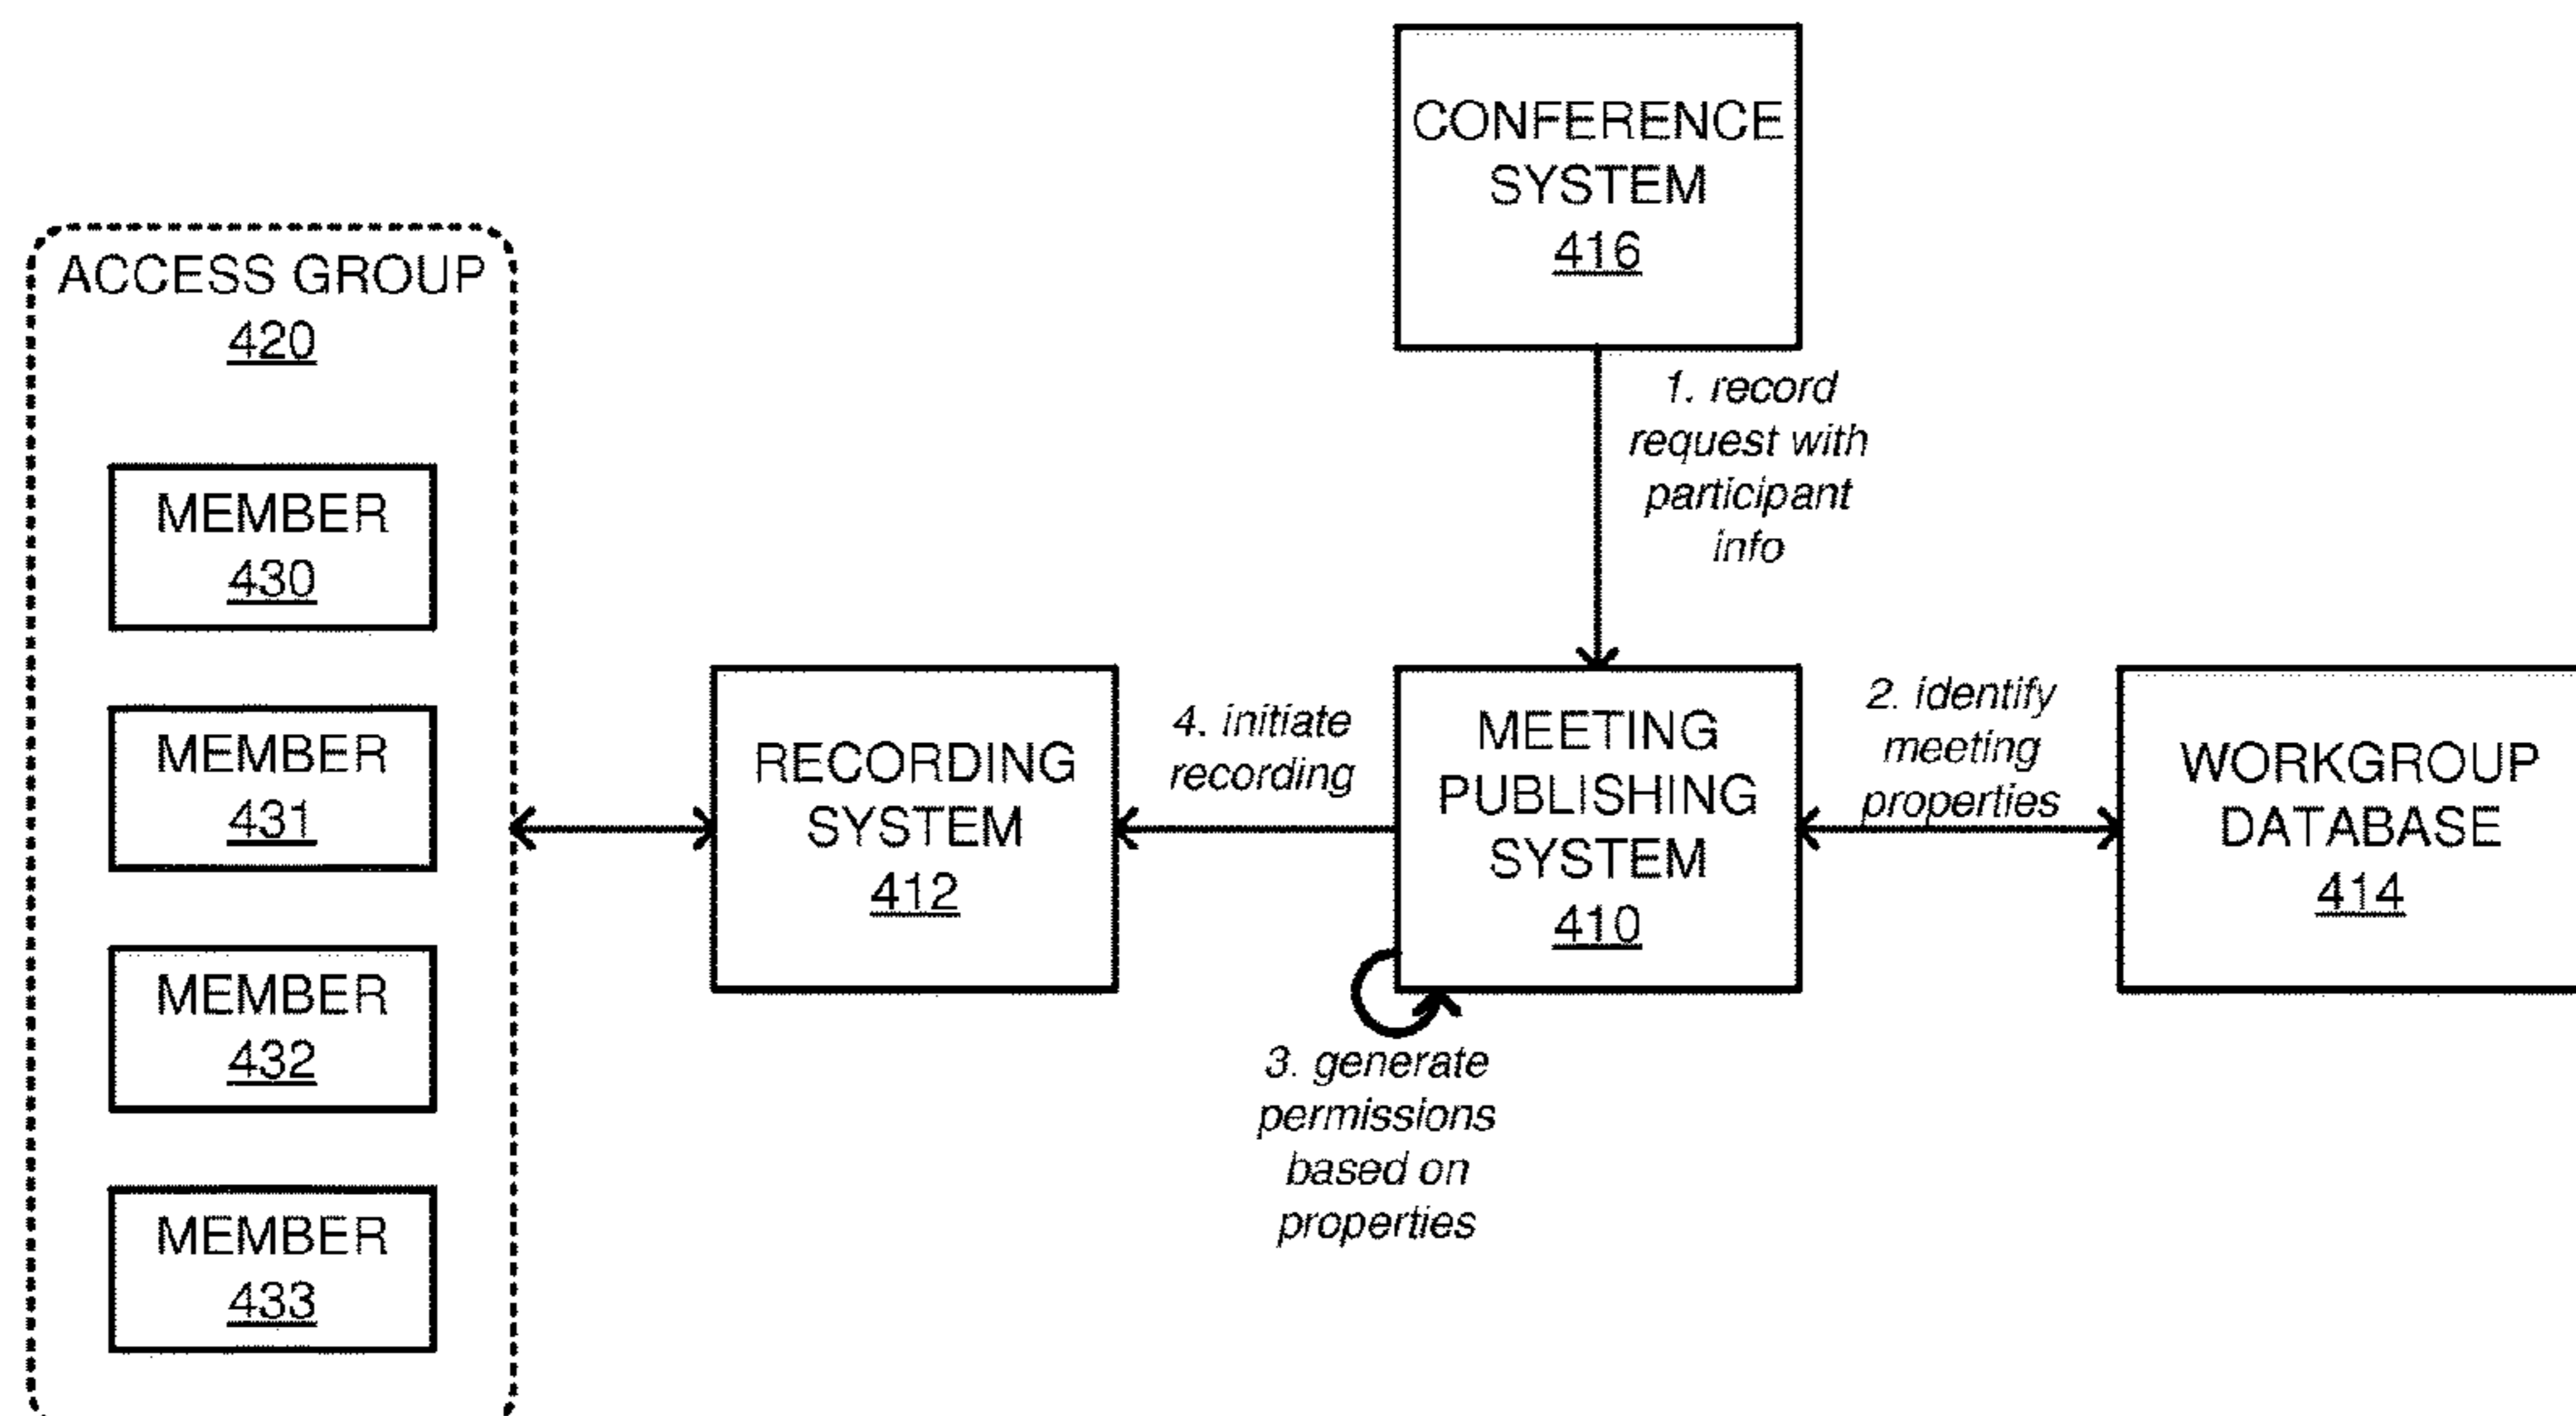 CONFERENCE
SYSTEM
416
ACCESS GROUP
420
1. record
request with
participant
info
MEMBER
430
MEMBER
431
MEMBER
432
MEMBER
433
RECORDING
SYSTEM
412
4. initiate
recording
MEETING
PUBLISHING
SYSTEM
410
2. identify
meeting
properties
WORKGROUP
DATABASE
414
3. generate
permissions
based on
properties